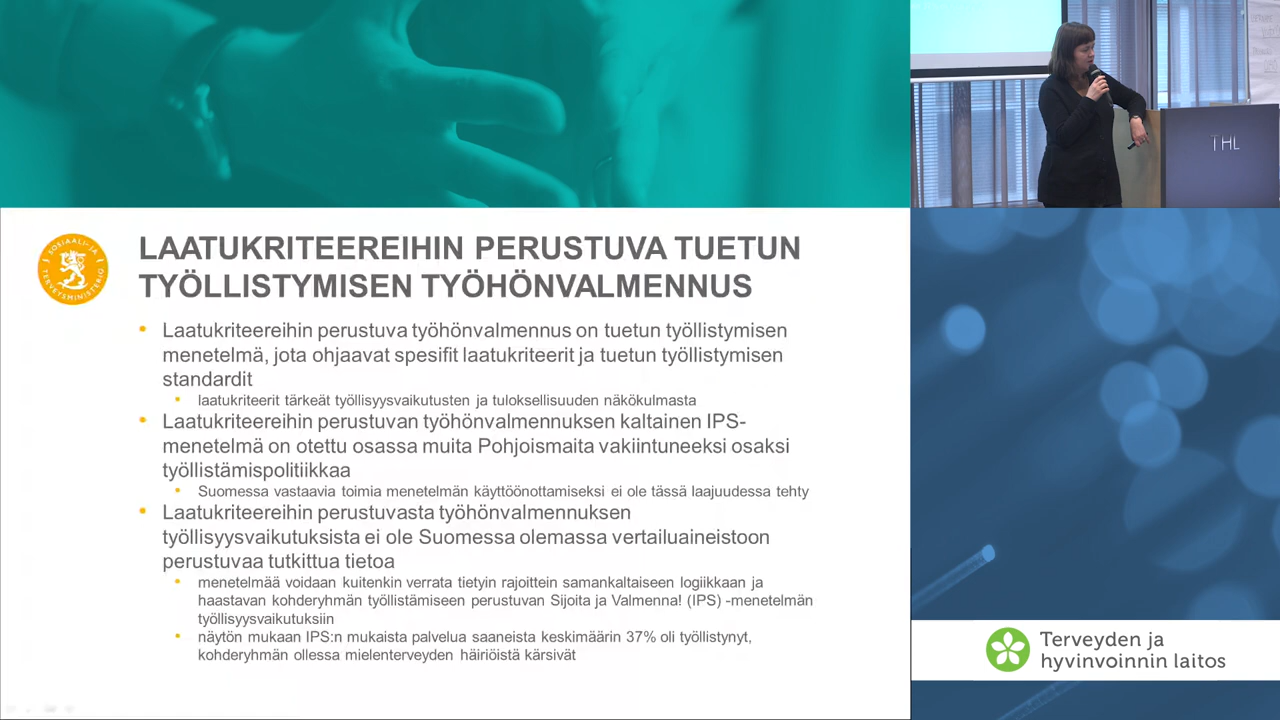 THL
SOSIAALI- JA TERVEYSMINISTERIÖ
LAATUKRITEEREIHIN PERUSTUVA TUETUN
TYÖLLISTYMISEN TYÖHÖNVALMENNUS
• Laatukriteereihin perustuva työhönvalmennus on tuetun työllistymisen
menetelmä, jota ohjaavat spesifit laatukriteerit ja tuetun työllistymisen
standardit
• laatukriteerit tärkeät työllisyysvaikutusten ja tuloksellisuuden näkökulmasta
• Laatukriteereihin perustuvan työhönvalmennuksen kaltainen IPS-
menetelmä on otettu osassa muita Pohjoismaita vakiintuneeksi osaksi
työllistämispolitiikkaa
• Suomessa vastaavia toimia menetelmän käyttöönottamiseksi ei ole tässä laajuudessa tehty
• Laatukriteereihin perustuvasta työhönvalmennuksen
työllisyysvaikutuksista ei ole Suomessa olemassa vertailuaineistoon
perustuvaa tutkittua tietoa
• menetelmää voidaan kuitenkin verrata tietyin rajoittein samankaltaiseen logiikkaan ja
haastavan kohderyhmän työllistämiseen perustuvan Sijoita ja Valmenna! (IPS) -menetelmän
työllisyysvaikutuksiin
• näytön mukaan IPS:n mukaista palvelua saaneista keskimäärin 37% oli työllistynyt,
kohderyhmän ollessa mielenterveyden häiriöistä kärsivät
Terveyden ja
hyvinvoinnin laitos